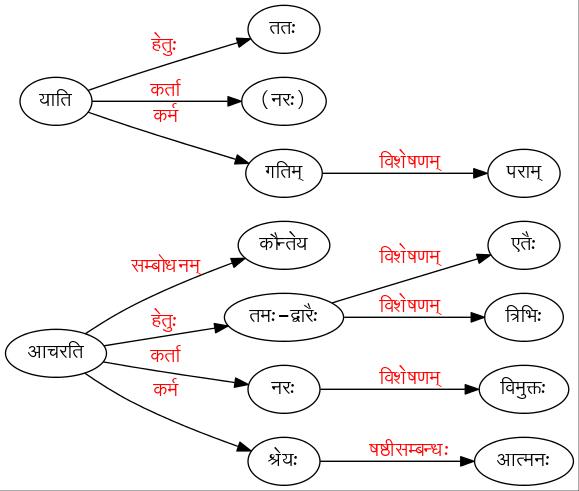 ततः
हेतुः
याति
कर्ता
(नरः)
कर्म
गतिम्
विशेषणम्
पराम्
सम्बोधनम्
कौन्तेय
विशेषणम्
एतैः
हेतुः
तमः-द्वारैः
विशेषणम्
त्रिभिः
आचरति
कर्ता
नरः
विशेषणम्
विमुक्तः
कर्म
श्रेयः
षष्ठीसम्बन्धः
आत्मनः